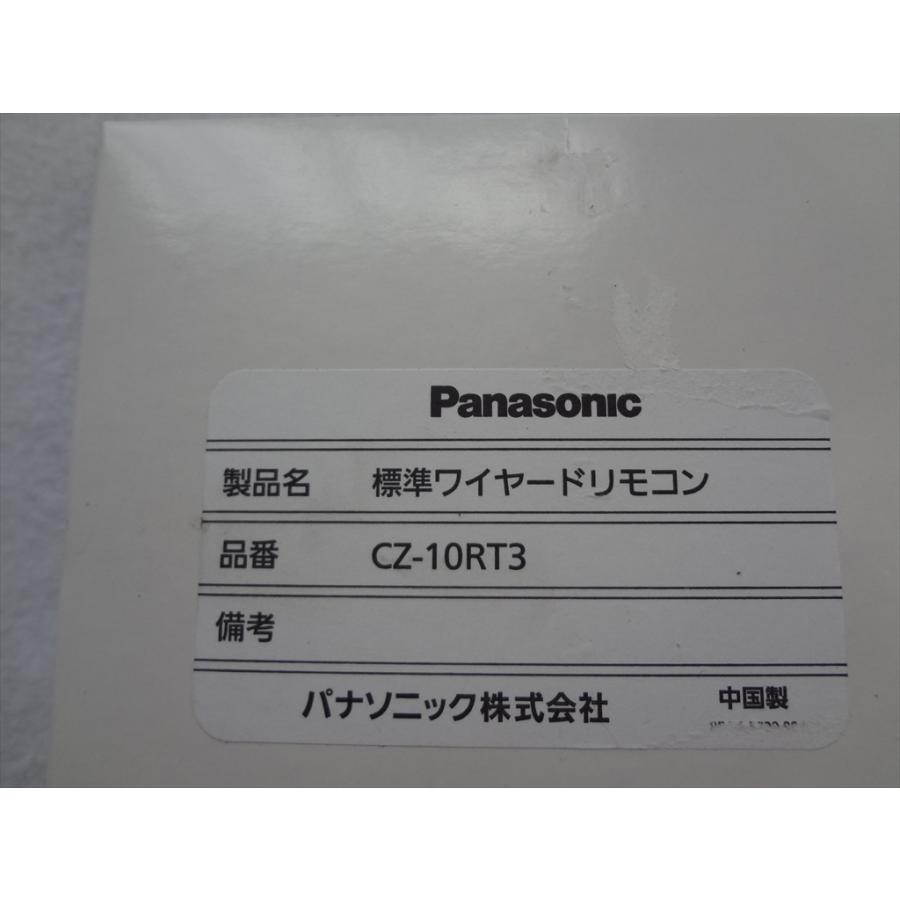 Panasonic
製品名 標準ワイヤードリモコン
品番 CZ-10RT3
備考
パナソニック株式会社 中国製